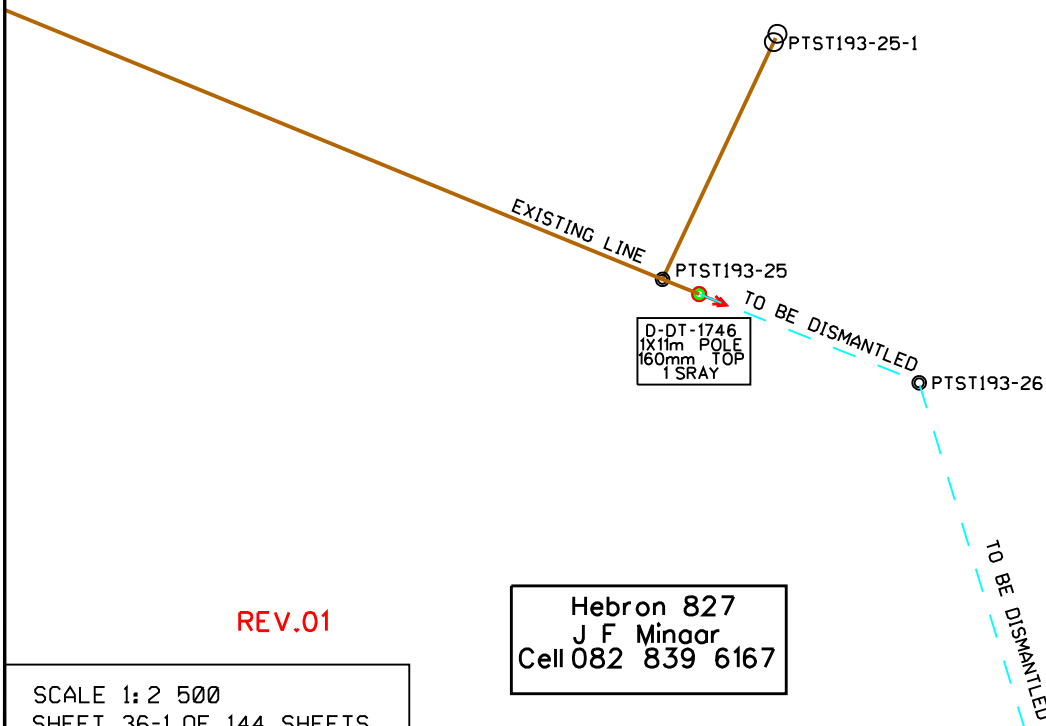 PTST193-25-1
EXISTING LINE
PTST193-25
TO BE DISMANTLED
D-DT-1746
1X11m POLE
160mm TOP
1 SRAY
PTST193-26
TO BE DISMANTLED
REV.01
Hebron 827
J F Minaar
Cell 082 839 6167
SCALE 1:2 500
SHEET 36-1 OF 144 SHEETS